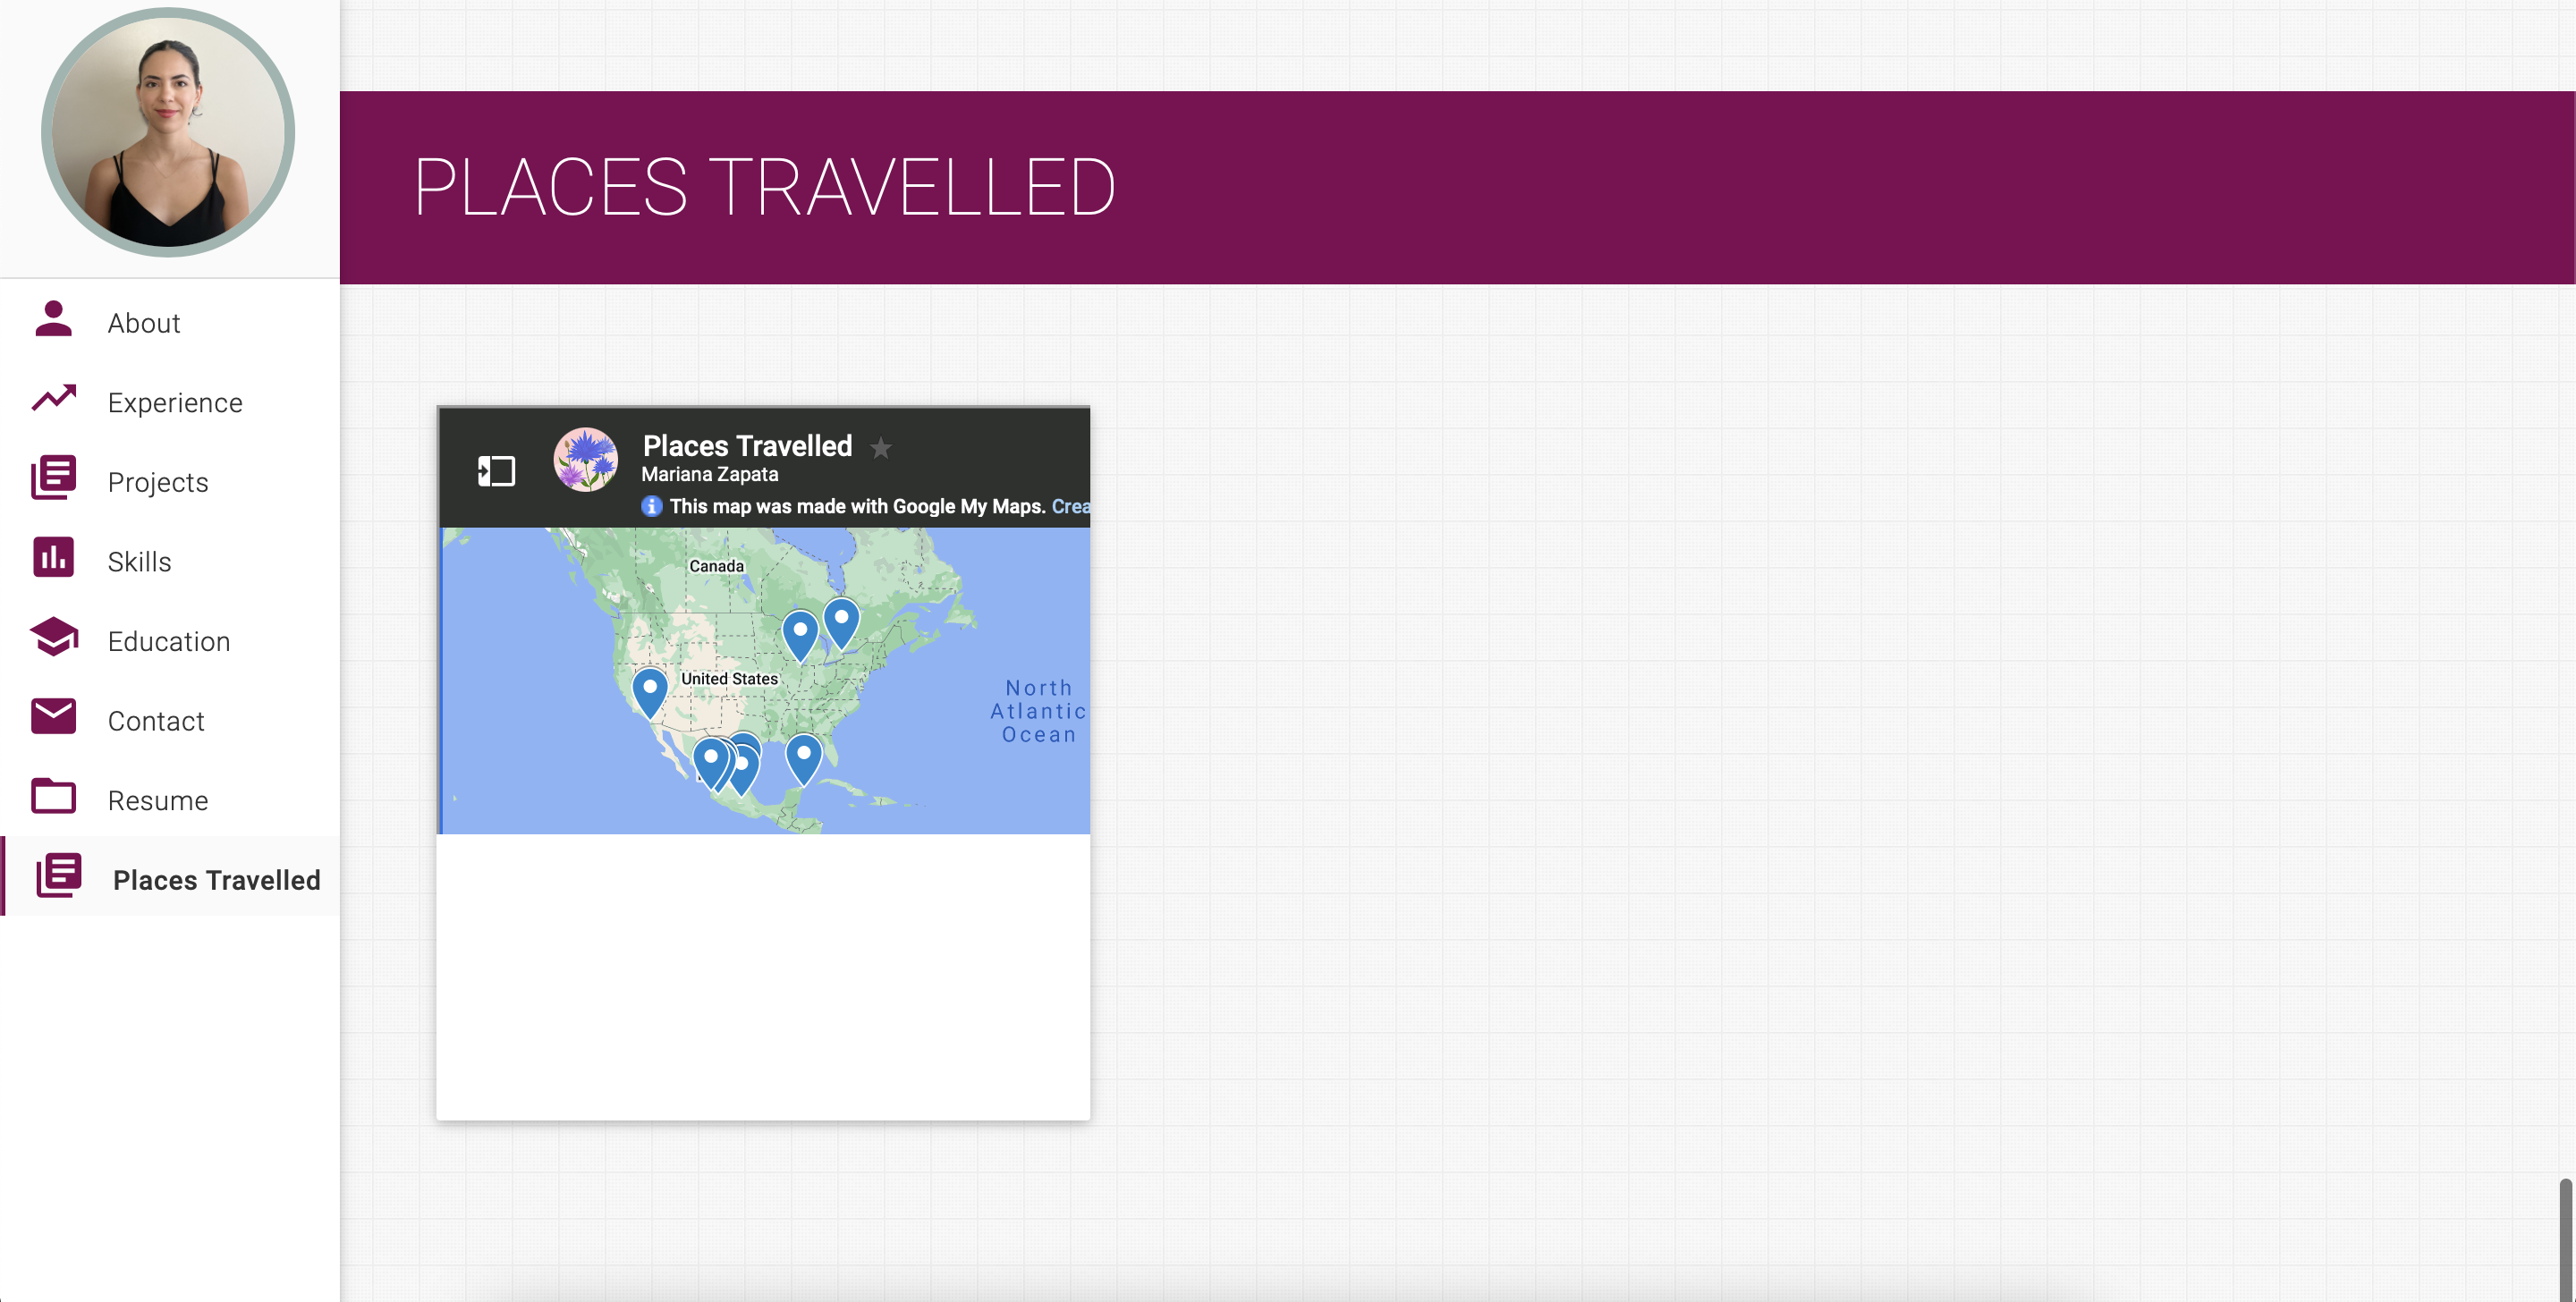 About
Experience
Projects
Skills
Education
Contact
Resume
Places Travelled
PLACES TRAVELLED
Places Travelled
Mariana Zapata
This map was made with Google My Maps. Crea
Canada
United States
North
Atlantic
Ocean